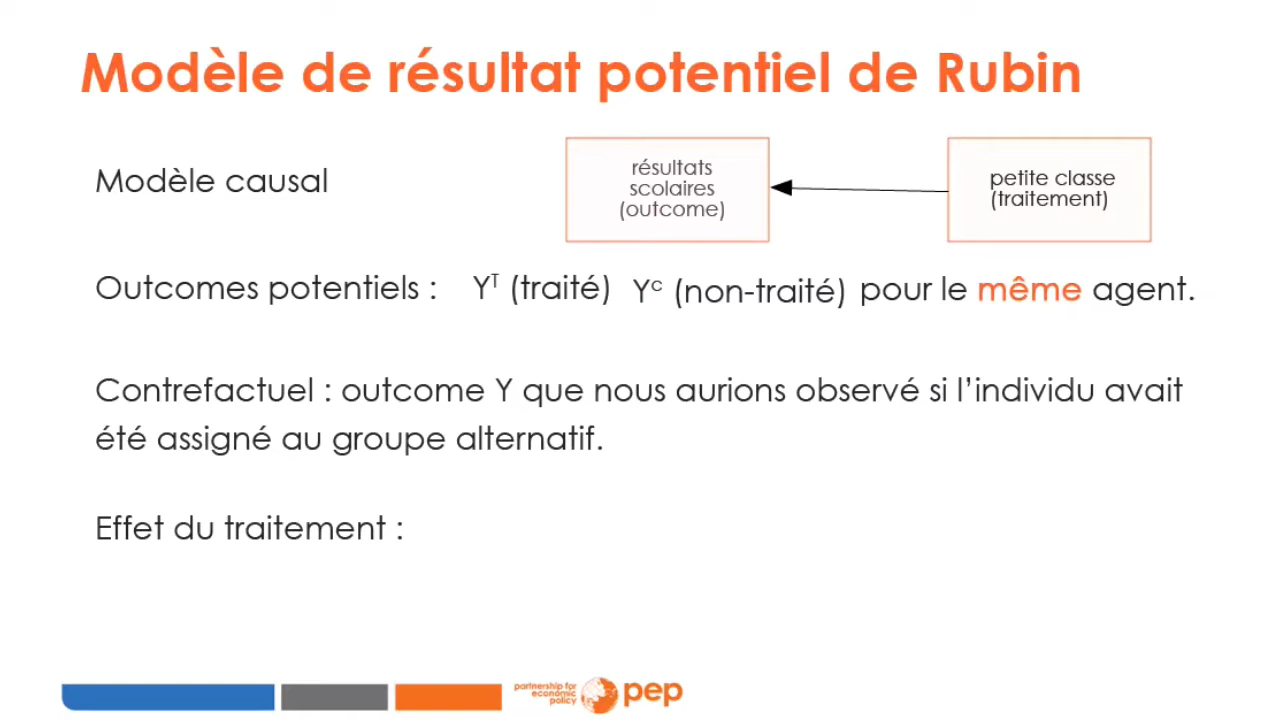 Modèle de résultat potentiel de Rubin
Modèle causal
résultats
scolaires
(outcome)
petite classe
(traitement)
Outcomes potentiels : Yᵀ (traité) Yᶜ (non-traité) pour le même agent.
Contrefactuel : outcome Y que nous aurions observé si l’individu avait
été assigné au groupe alternatif.
Effet du traitement :
partnership for
economic
policy
pep